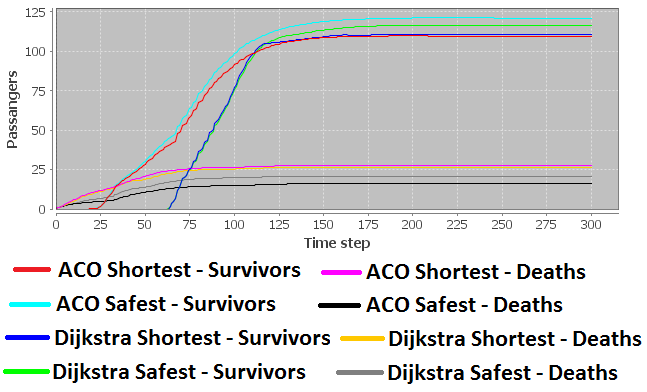 125
100
75
50
25
0
Passangers
0 25 50 75 100 125 150 175 200 225 250 275 300
Time step
ACO Shortest - Survivors ACO Shortest - Deaths
ACO Safest - Survivors ACO Safest - Deaths
Dijkstra Shortest - Survivors Dijkstra Shortest - Deaths
Dijkstra Safest - Survivors Dijkstra Safest - Deaths